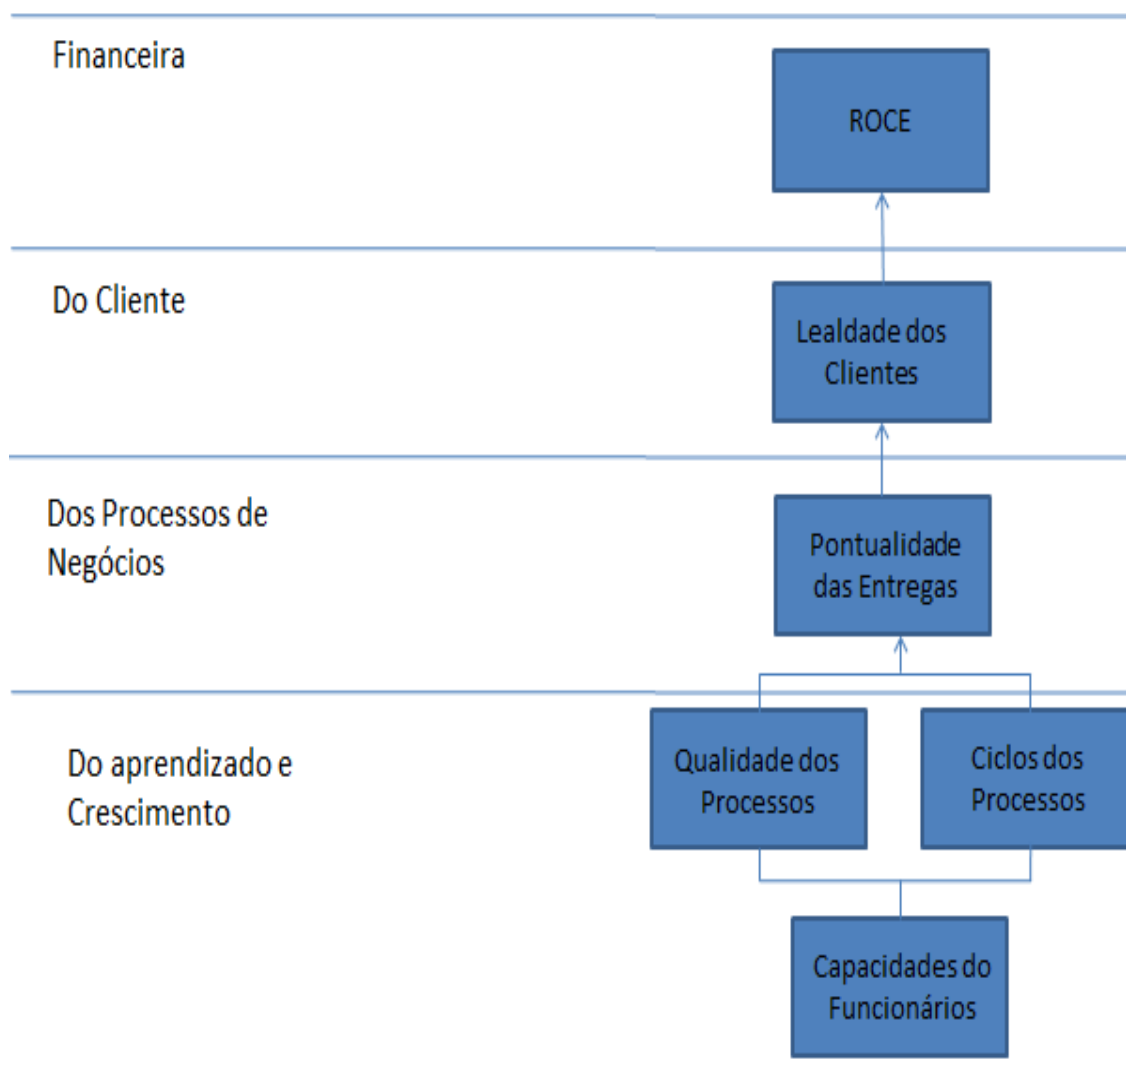 Financeira
ROCE
Do Cliente
Lealdade dos
Clientes
Dos Processos de
Negócios
Pontualidade
das Entregas
Do aprendizado e
Crescimento
Qualidade dos
Processos
Ciclos dos
Processos
Capacidades do
Funcionários